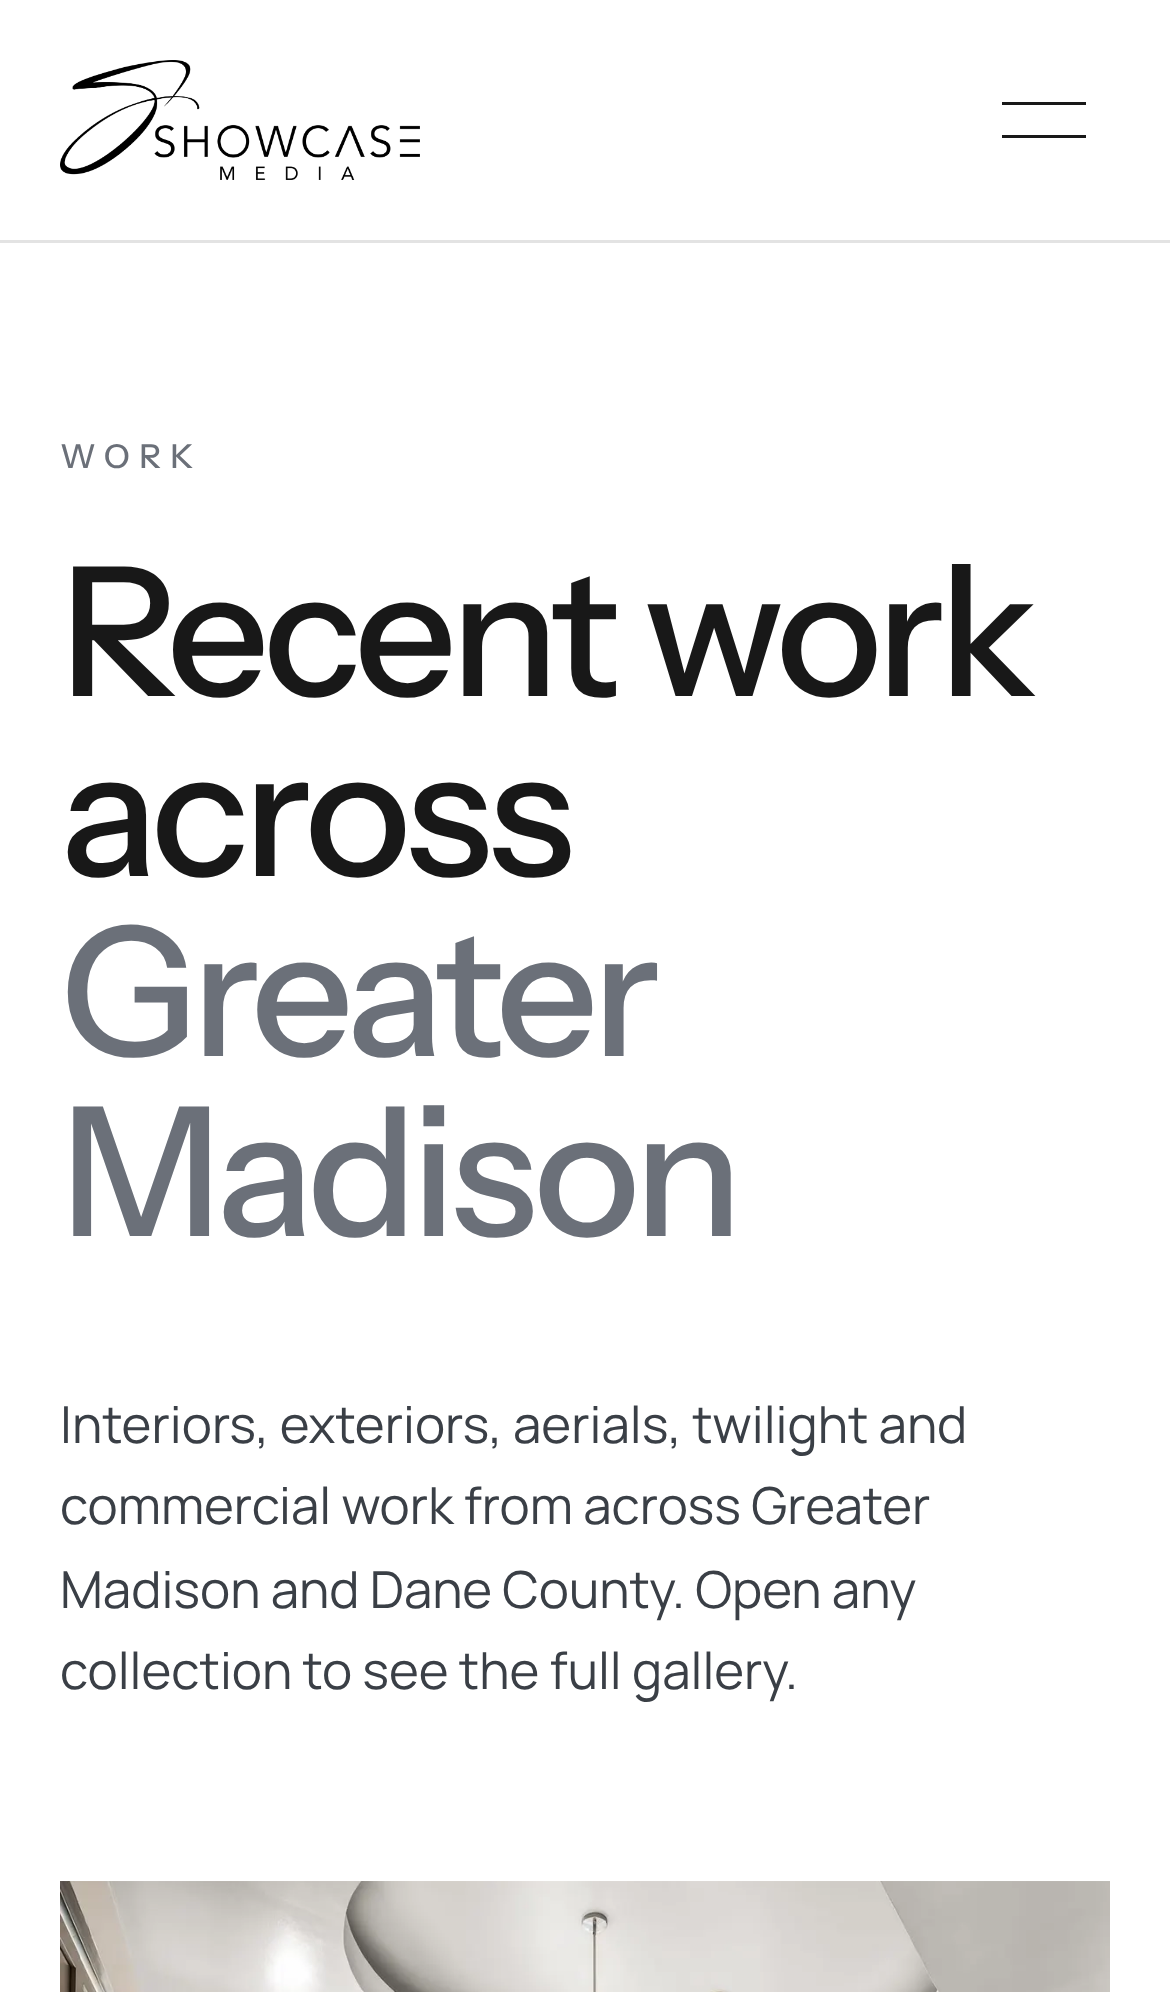 SHOWCASE
MEDIA
WORK
Recent work
across
Greater
Madison
Interiors, exteriors, aerials, twilight and
commercial work from across Greater
Madison and Dane County. Open any
collection to see the full gallery.